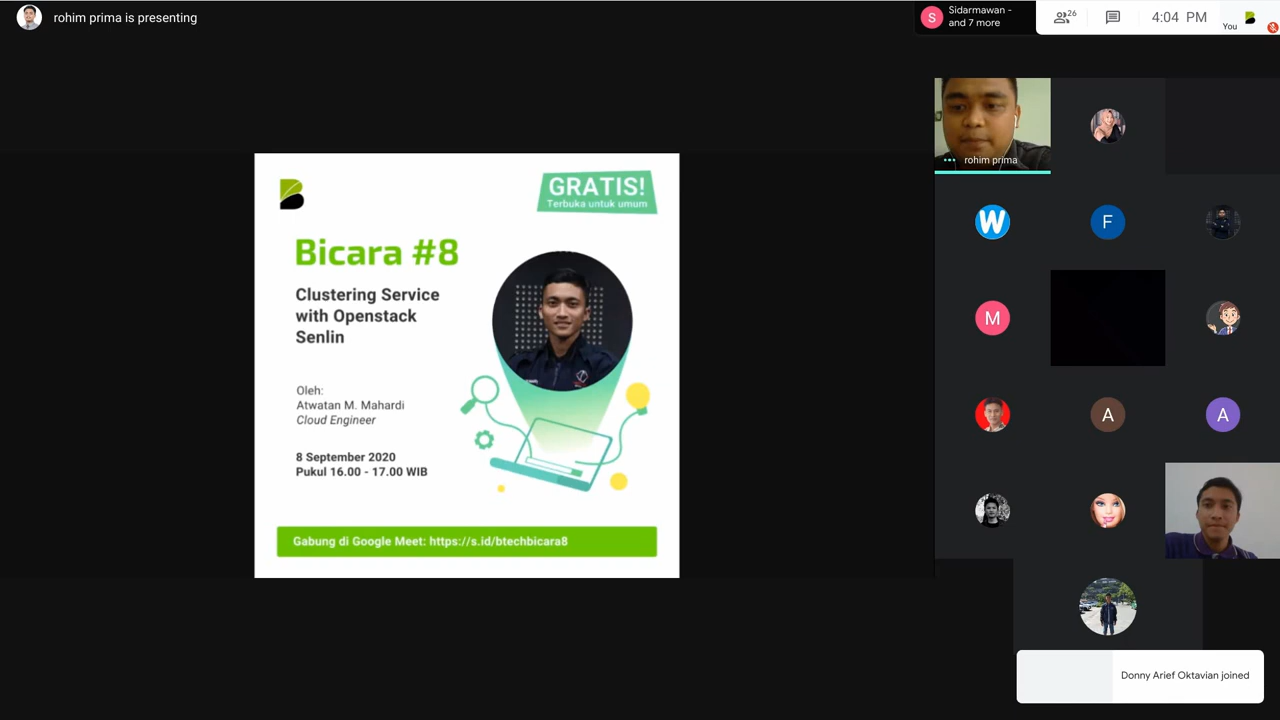 rohim prima is presenting
S
Sidarmawan -
and 7 more
26
4:04 PM
You
GRATIS!
Terbuka untuk umum
Bicara #8
Clustering Service
with Openstack
Senlin
Oleh:
Atwatan M. Mahardi
Cloud Engineer
8 September 2020
Pukul 16.00 - 17.00 WIB
Gabung di Google Meet: https://s.id/btechbicara8
rohim prima
W
F
M
A
A
Donny Arief Oktavian joined